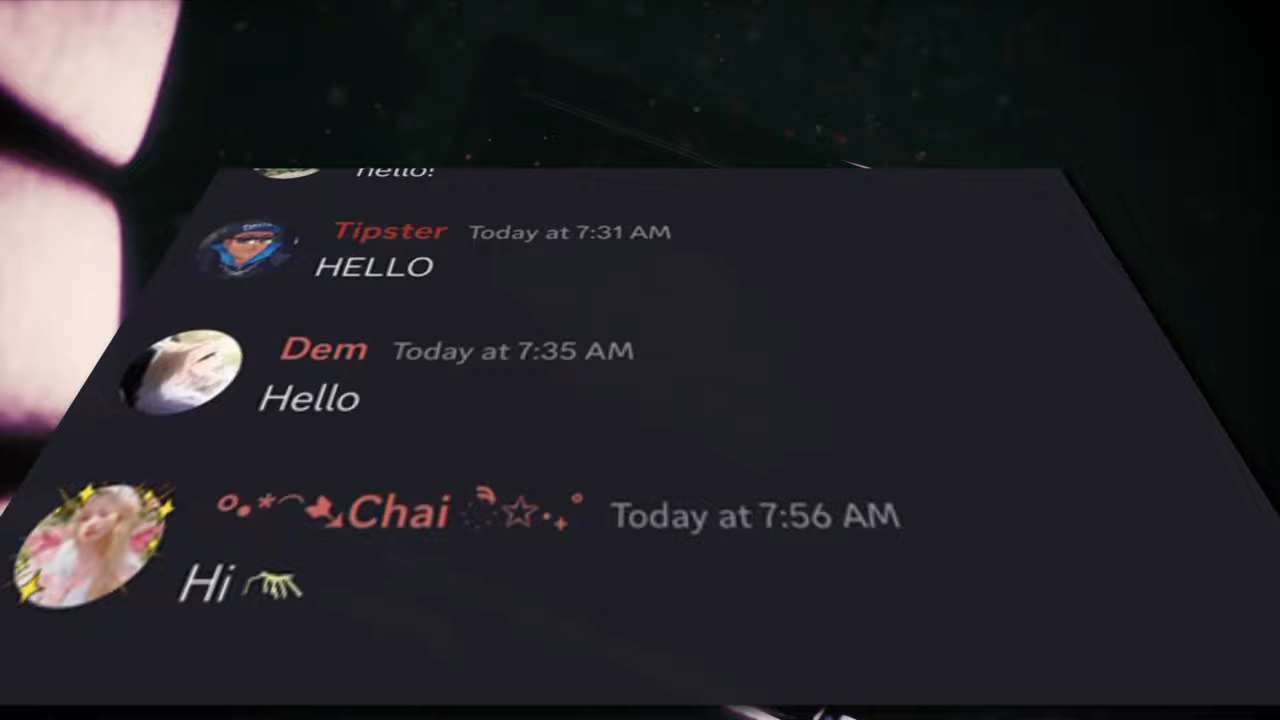 hello!
Tipster Today at 7:31 AM
HELLO
Dem Today at 7:35 AM
Hello
Chai Today at 7:56 AM
Hi